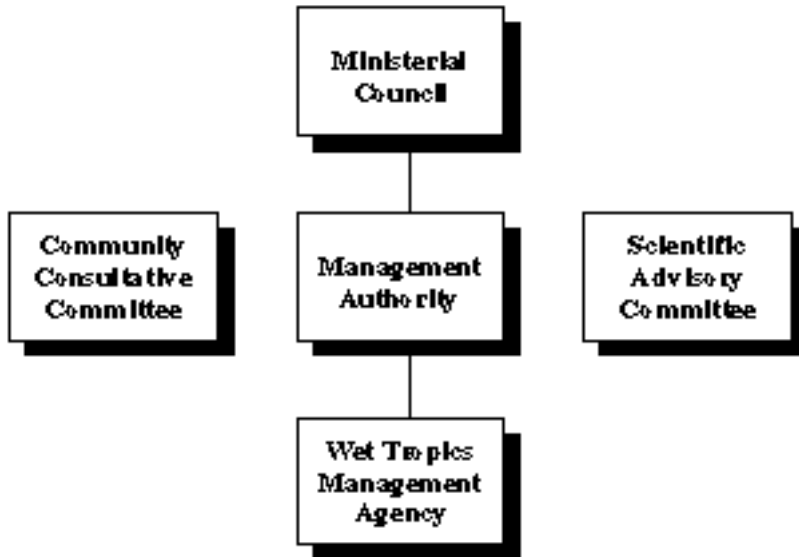 Ministerial
Council
Community
Consultative
Committee
Management
Authority
Scientific
Advisory
Committee
Wet Tropics
Management
Agency